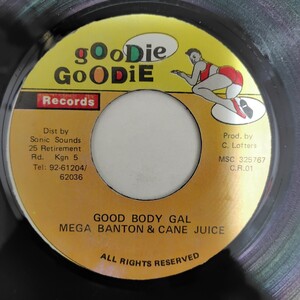 gooDie
GOODiE
Records
Dist by
Sonic Sounds
25 Retirement
Rd. Kgn 5
Tel: 92-61204/
62036
Prod. by
C. Lotters
MSC 325767
C.R.01
GOOD BODY GAL
MEGA BANTON & CANE JUICE
ALL RIGHTS RESERVED